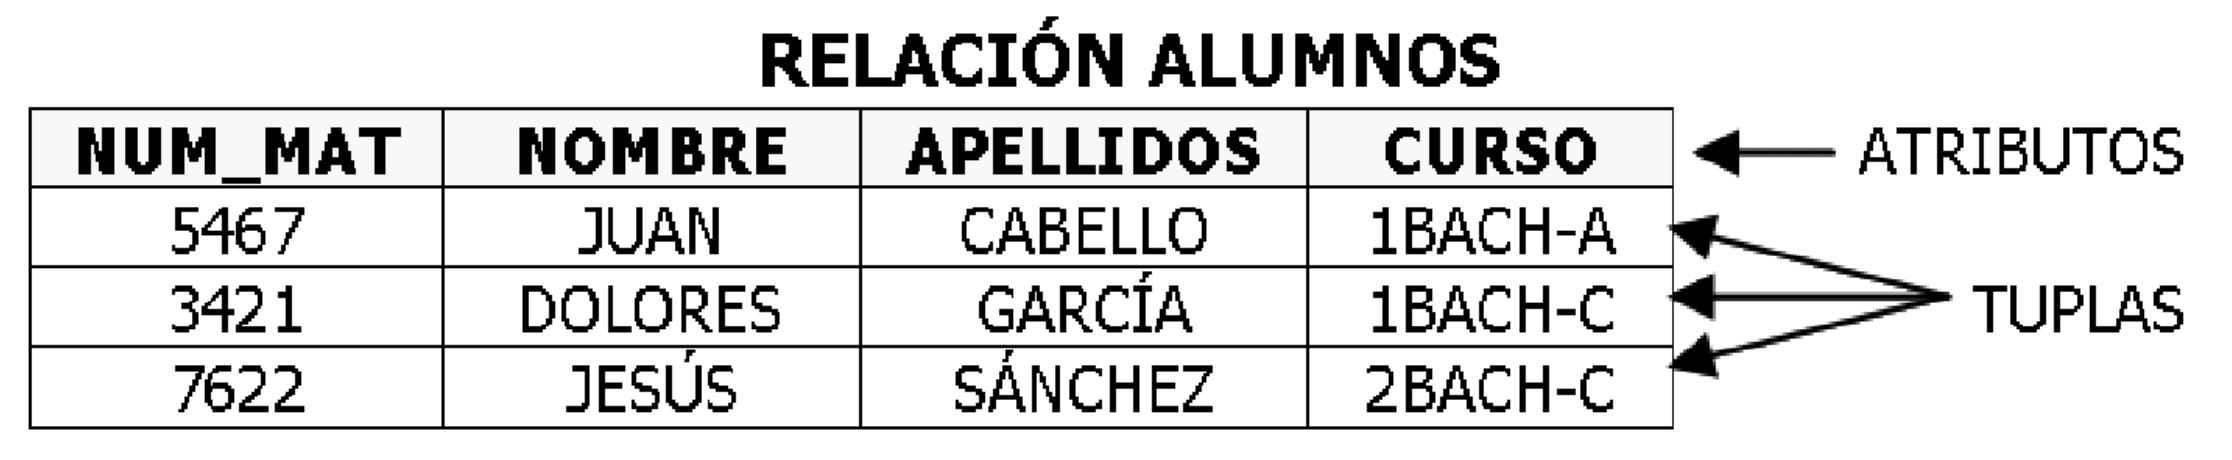 RELACIÓN ALUMNOS
NUM_MAT NOMBRE APELLIDOS CURSO ATRIBUTOS
5467 JUAN CABELLO 1BACH-A
3421 DOLORES GARCÍA 1BACH-C TUPLAS
7622 JESÚS SÁNCHEZ 2BACH-C